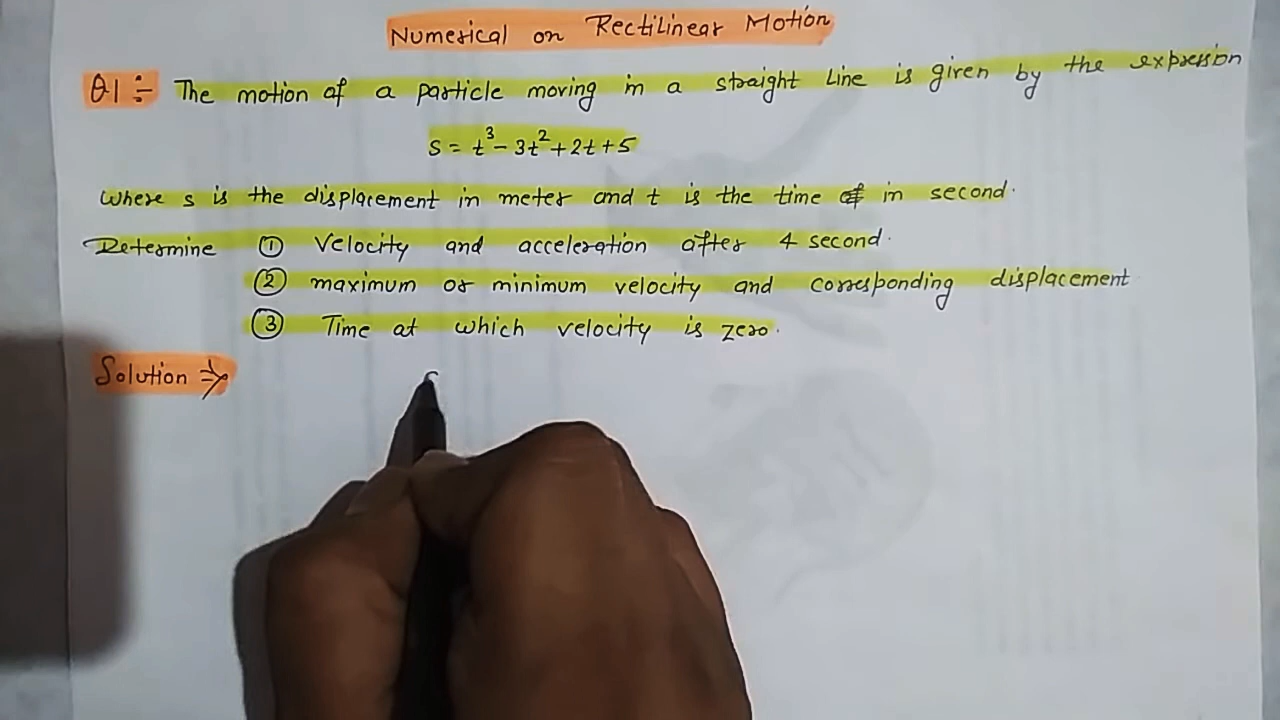 Numerical on Rectilinear Motion
Q1÷ The motion of a particle moving in a straight Line is given by the expression
S = t³ - 3t² + 2t + 5
where s is the displacement in meter and t is the time in second.
Determine ① Velocity and acceleration after 4 second.
② maximum or minimum velocity and corresponding displacement
③ Time at which velocity is zero.
Solution ⇒